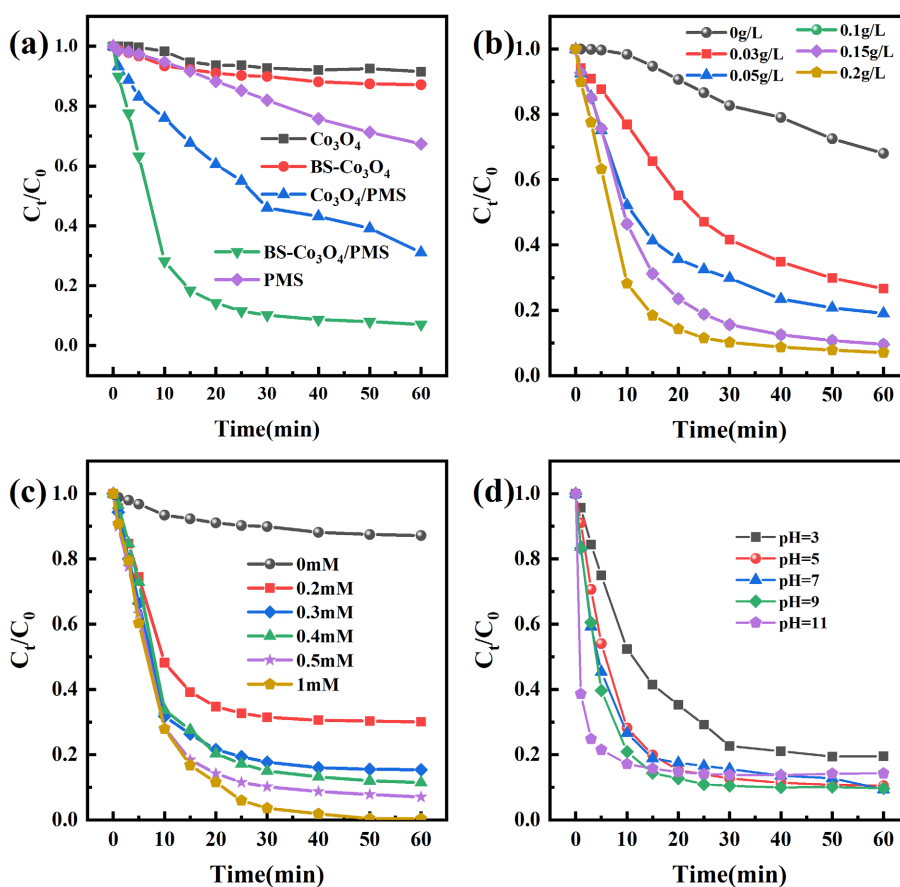 (a)
1.0
0.8
0.6
0.4
0.2
0.0
Cₜ/C₀
Co₃O₄
BS-Co₃O₄
Co₃O₄/PMS
BS-Co₃O₄/PMS
PMS
0 10 20 30 40 50 60
Time(min)
(b)
1.0
0.8
0.6
0.4
0.2
0.0
Cₜ/C₀
0g/L 0.1g/L
0.03g/L 0.15g/L
0.05g/L 0.2g/L
0 10 20 30 40 50 60
Time(min)
(c)
1.0
0.8
0.6
0.4
0.2
0.0
Cₜ/C₀
0mM
0.2mM
0.3mM
0.4mM
0.5mM
1mM
0 10 20 30 40 50 60
Time(min)
(d)
1.0
0.8
0.6
0.4
0.2
0.0
Cₜ/C₀
pH=3
pH=5
pH=7
pH=9
pH=11
0 10 20 30 40 50 60
Time(min)